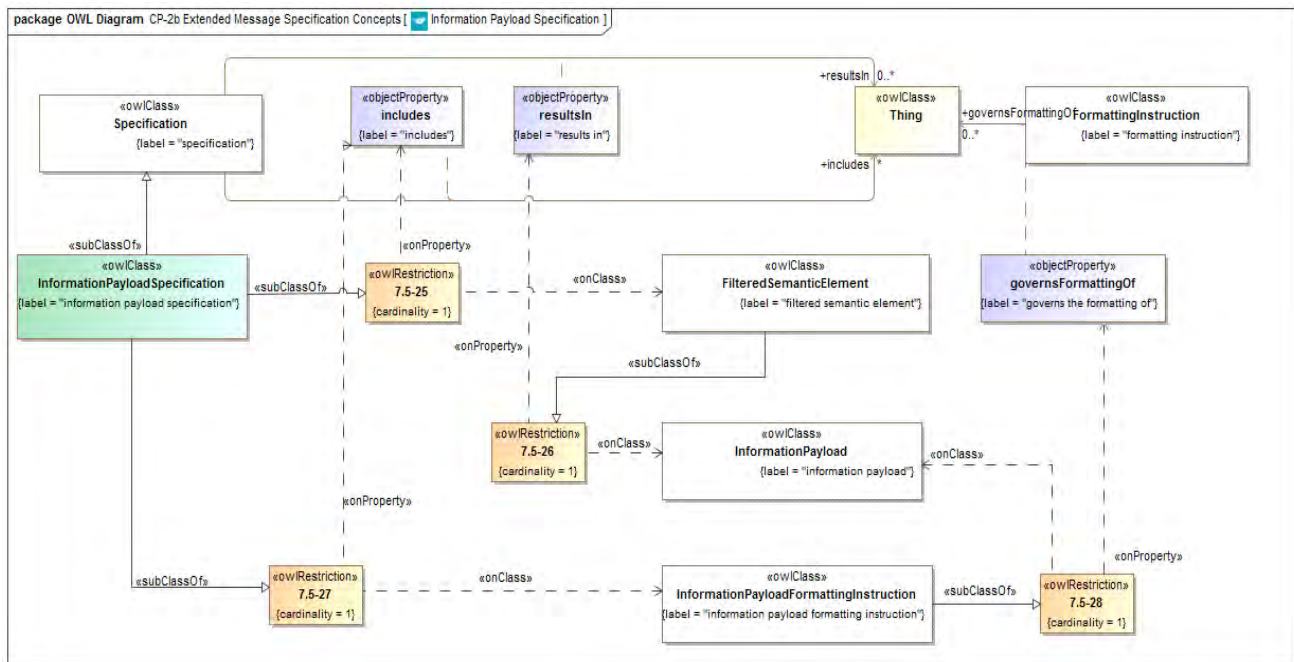 package OWL Diagram CP-2b Extended Message Specification Concepts [ Information Payload Specification ]
+resultsIn 0..*
«owlClass»
Specification
{label = "specification"}
«objectProperty»
includes
{label = "includes"}
«objectProperty»
resultsIn
{label = "results in"}
«owlClass»
Thing
+governsFormattingOf
0..*
«owlClass»
FormattingInstruction
{label = "formatting instruction"}
+includes *
«subClassOf»
«owlClass»
InformationPayloadSpecification
{label = "information payload specification"}
«subClassOf»
«onProperty»
«owlRestriction»
7.5-25
{cardinality = 1}
«onClass»
«owlClass»
FilteredSemanticElement
{label = "filtered semantic element"}
«objectProperty»
governsFormattingOf
{label = "governs the formatting of"}
«onProperty»
«subClassOf»
«owlRestriction»
7.5-26
{cardinality = 1}
«onClass»
«owlClass»
InformationPayload
{label = "information payload"}
«onClass»
«onProperty»
«onProperty»
«subClassOf»
«owlRestriction»
7.5-27
{cardinality = 1}
«onClass»
«owlClass»
InformationPayloadFormattingInstruction
{label = "information payload formatting instruction"}
«subClassOf»
«owlRestriction»
7.5-28
{cardinality = 1}